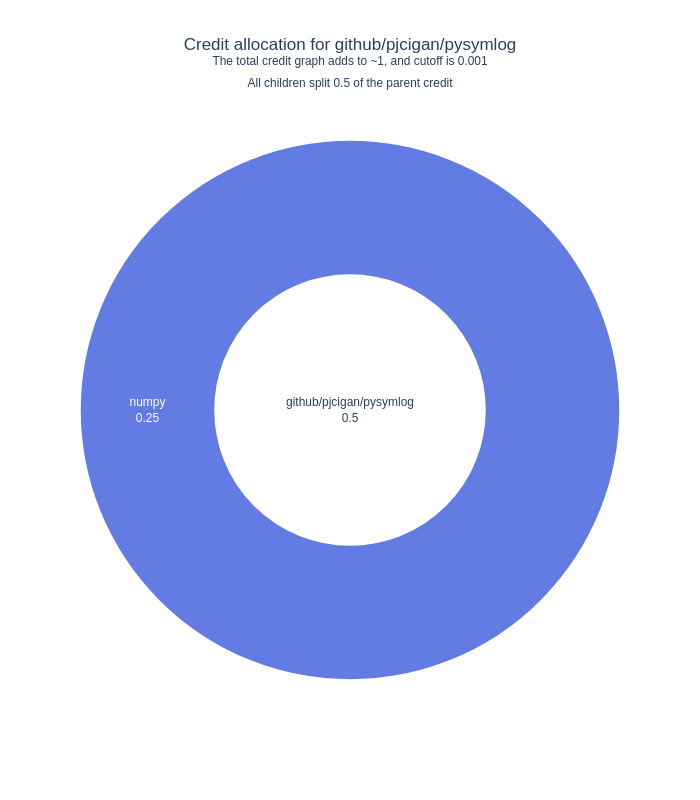 Credit allocation for github/pjcigan/pysymlog
The total credit graph adds to ~1, and cutoff is 0.001
All children split 0.5 of the parent credit
numpy
0.25
github/pjcigan/pysymlog
0.5